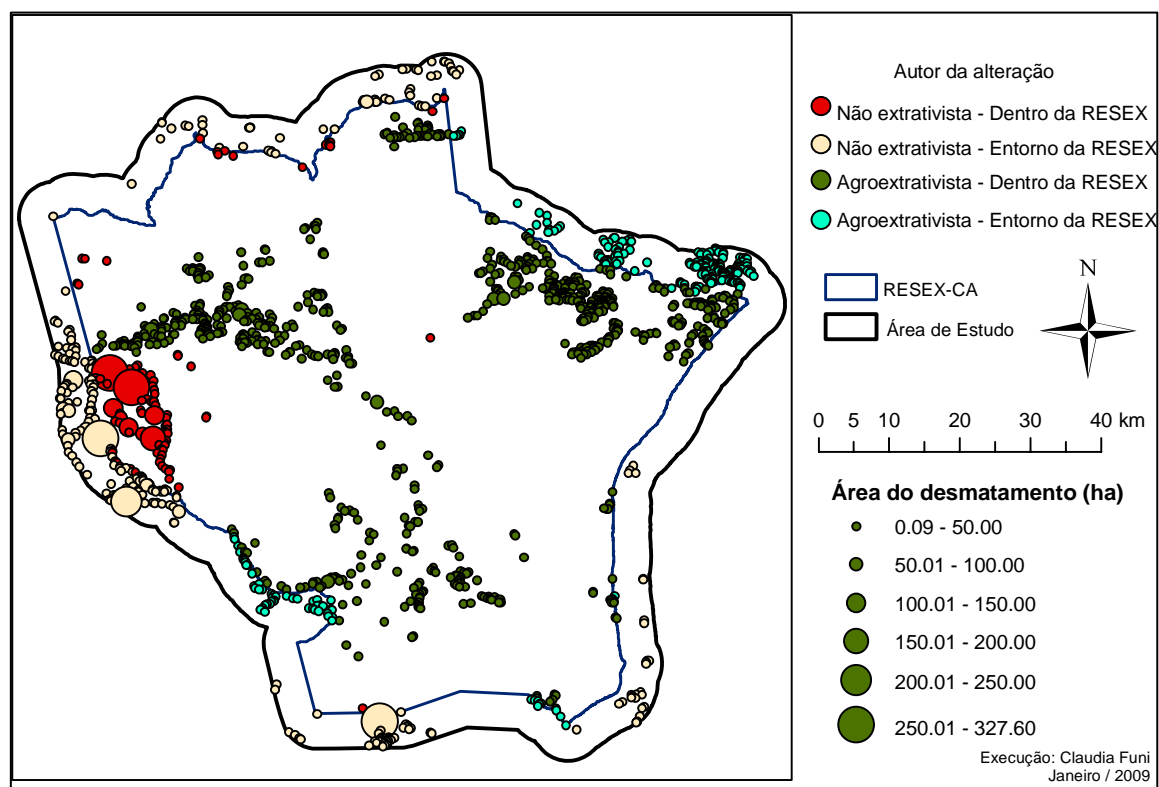 Autor da alteração
Não extrativista - Dentro da RESEX
Não extrativista - Entorno da RESEX
Agroextrativista - Dentro da RESEX
Agroextrativista - Entorno da RESEX
RESEX-CA
Área de Estudo
N
0 5 10 20 30 40 km
Área do desmatamento (ha)
0.09 - 50.00
50.01 - 100.00
100.01 - 150.00
150.01 - 200.00
200.01 - 250.00
250.01 - 327.60
Execução: Claudia Funi
Janeiro / 2009